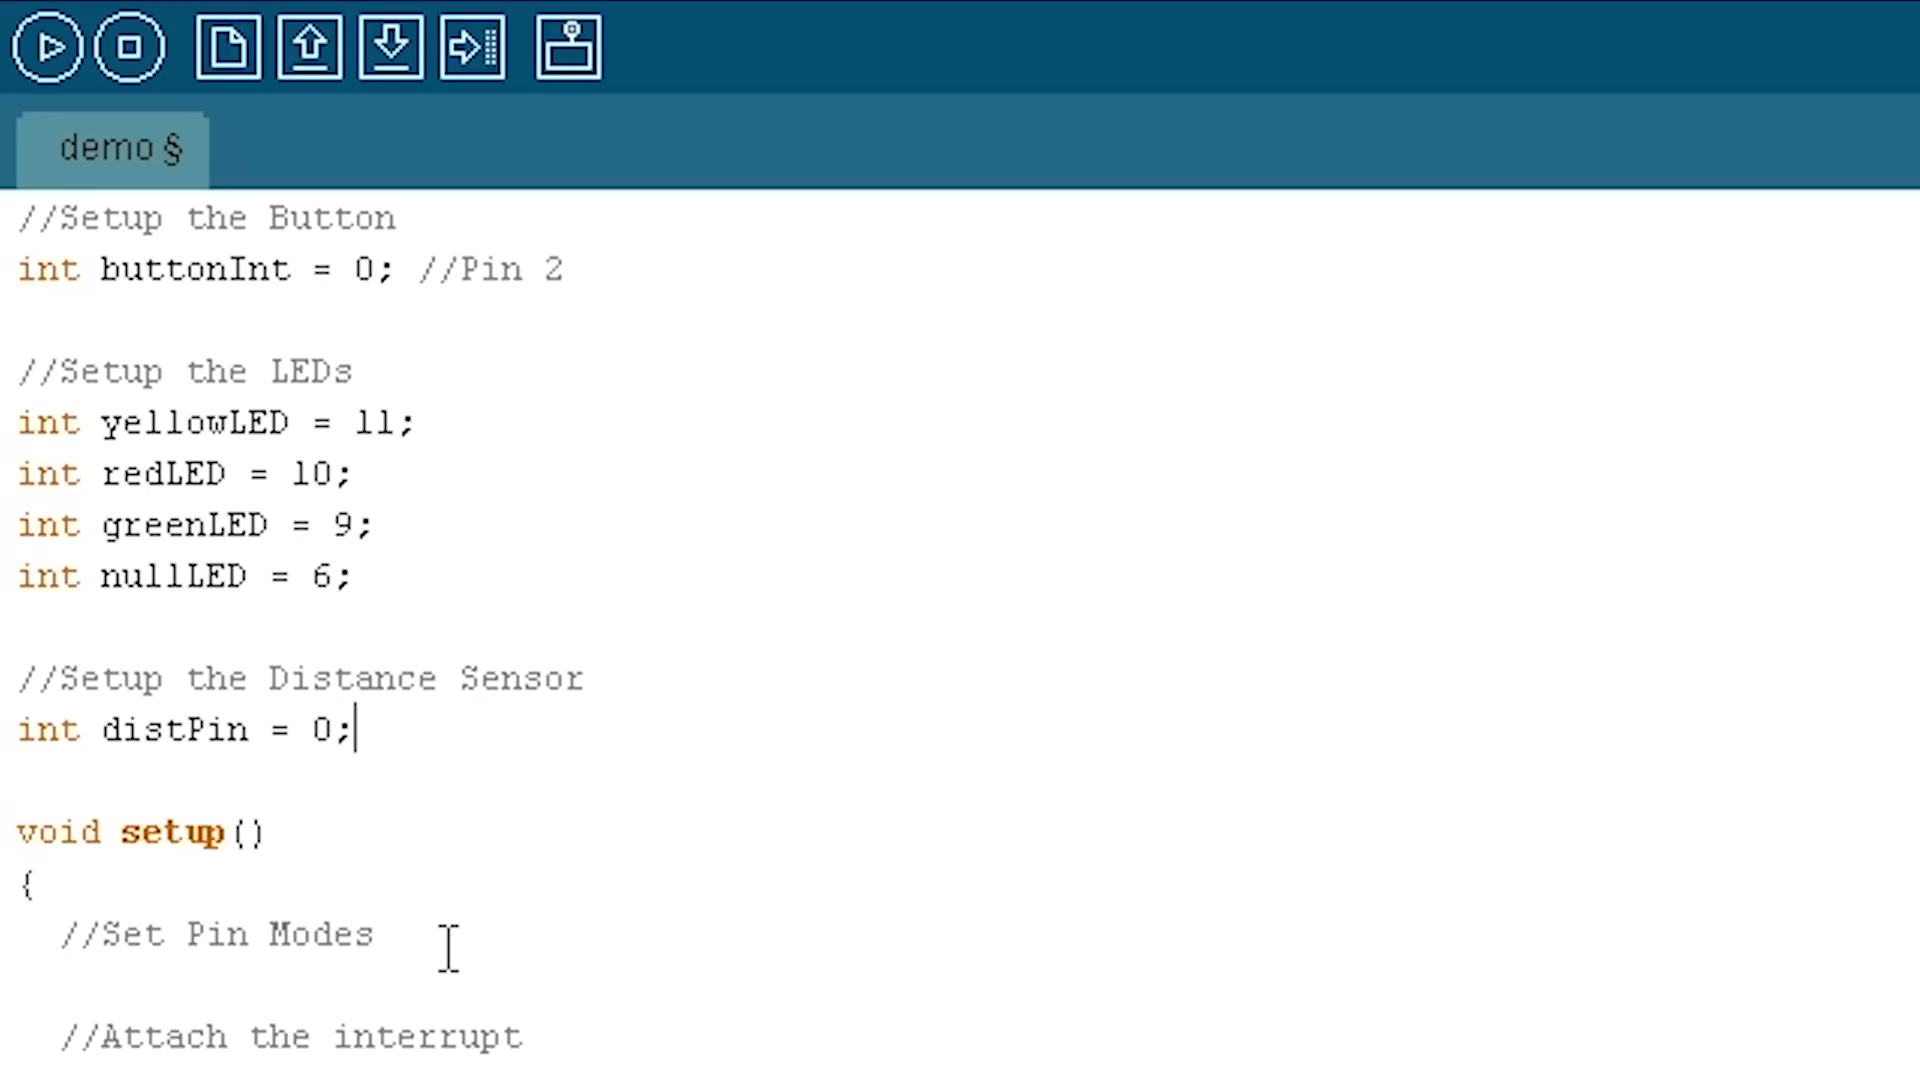 demo §
//Setup the Button
int buttonInt = 0; //Pin 2
//Setup the LEDs
int yellowLED = 11;
int redLED = 10;
int greenLED = 9;
int nullLED = 6;
//Setup the Distance Sensor
int distPin = 0;
void setup()
{
//Set Pin Modes
//Attach the interrupt